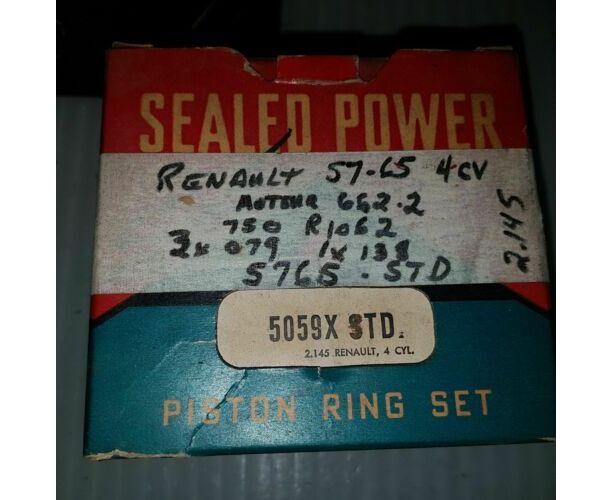 SEALED POWER
RENAULT 57-65 4CV
MOTEUR 662.2
750 R1062
2x 079 1x 138
5765 - STD
2.145
5059X STD.
2.145 RENAULT, 4 CYL.
PISTON RING SET